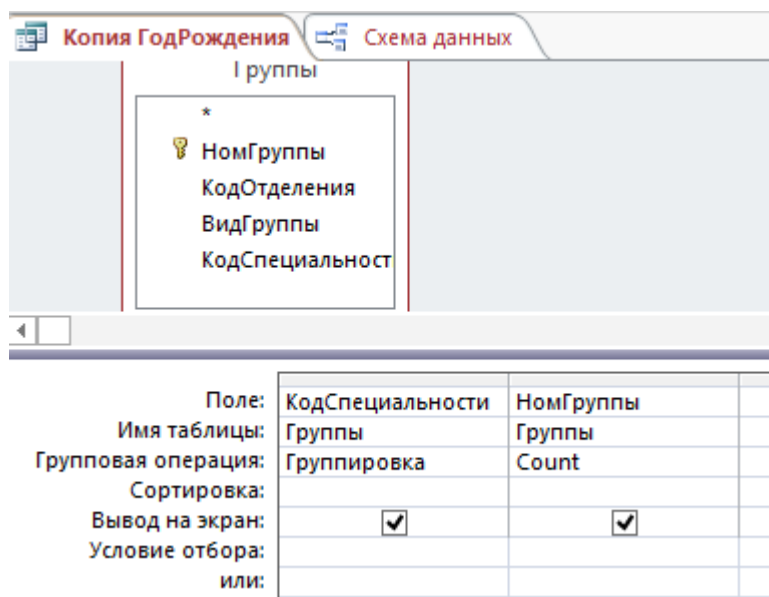 Копия ГодРождения Схема данных
Группы
*
НомГруппы
КодОтделения
ВидГруппы
КодСпециальност
Поле: КодСпециальности НомГруппы
Имя таблицы: Группы Группы
Групповая операция: Группировка Count
Сортировка:
Вывод на экран:
Условие отбора:
или: